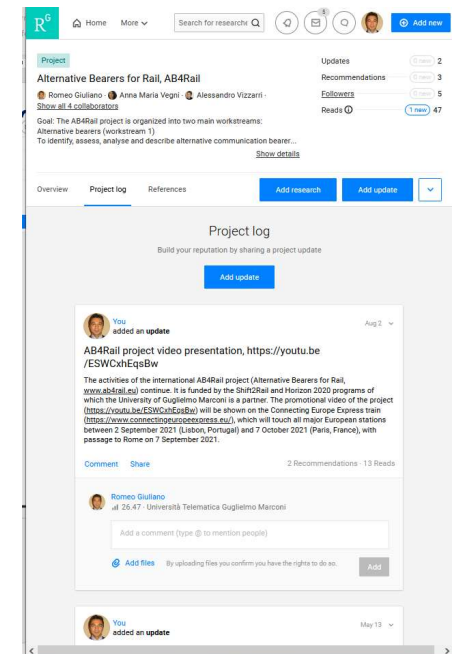 RG
Home More Search for researche 5 Add new
Project
Alternative Bearers for Rail, AB4Rail
Romeo Giuliano · Anna Maria Vegni · Alessandro Vizzarri ·
Show all 4 collaborators
Goal: The AB4Rail project is organized into two main workstreams:
Alternative bearers (workstream 1)
To identify, assess, analyse and describe alternative communication bearer...
Show details
Updates 0 new 2
Recommendations 0 new 3
Followers 0 new 5
Reads 1 new 47
Overview Project log References Add research Add update
Project log
Build your reputation by sharing a project update
Add update
You
added an update
Aug 2
AB4Rail project video presentation, https://youtu.be
/ESWCxhEqsBw
The activities of the international AB4Rail project (Alternative Bearers for Rail,
www.ab4rail.eu) continue. It is funded by the Shift2Rail and Horizon 2020 programs of
which the University of Guglielmo Marconi is a partner. The promotional video of the project
(https://youtu.be/ESWCxhEqsBw) will be shown on the Connecting Europe Express train
(https://www.connectingeuropeexpress.eu/), which will touch all major European stations
between 2 September 2021 (Lisbon, Portugal) and 7 October 2021 (Paris, France), with
passage to Rome on 7 September 2021.
Comment Share 2 Recommendations · 13 Reads
Romeo Giuliano
26.47 · Università Telematica Guglielmo Marconi
Add a comment (type @ to mention people)
Add files By uploading files you confirm you have the rights to do so. Add
You
added an update
May 13